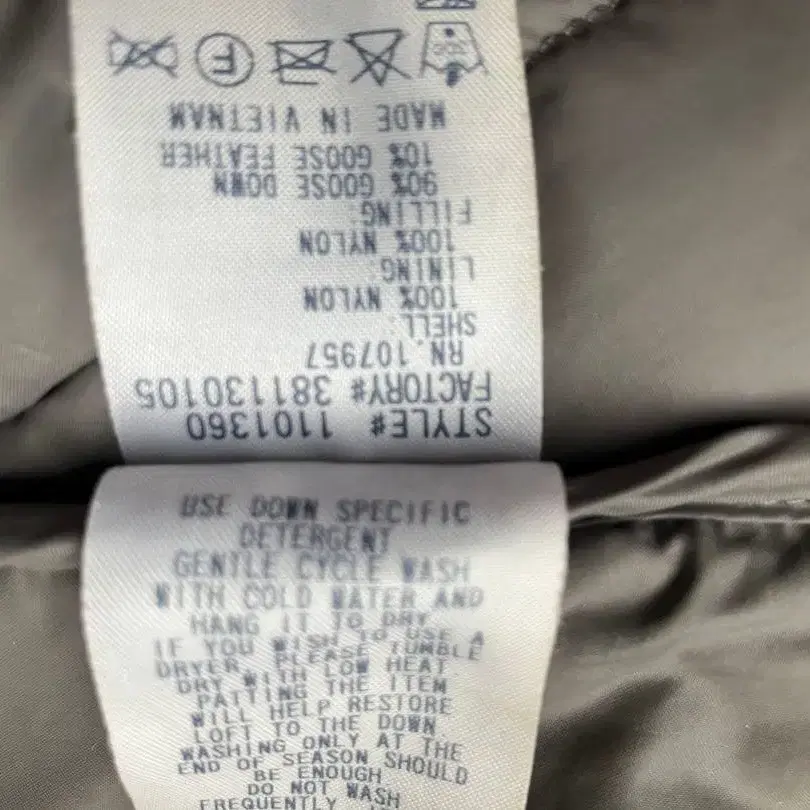 STYLE# 1101360
FACTORY# 381130105
RN.107957
SHELL:
100% NYLON
LINING:
100% NYLON
FILLING:
90% GOOSE DOWN
10% GOOSE FEATHER
MADE IN VIETNAM
F
USE DOWN SPECIFIC
DETERGENT
GENTLE CYCLE WASH
WITH COLD WATER AND
HANG IT TO DRY
IF YOU WISH TO USE A
DRYER, PLEASE TUMBLE
DRY WITH LOW HEAT
PATTING THE ITEM
WILL HELP RESTORE
LOFT TO THE DOWN
WASHING ONLY AT THE
END OF SEASON SHOULD
BE ENOUGH
DO NOT WASH
FREQUENTLY